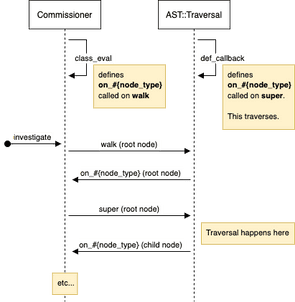 Commissioner
AST::Traversal
class_eval
def_callback
defines
on_#{node_type}
called on walk
defines
on_#{node_type}
called on super.
This traverses.
investigate
walk (root node)
on_#{node_type} (root node)
super (root node)
Traversal happens here
on_#{node_type} (child node)
etc...